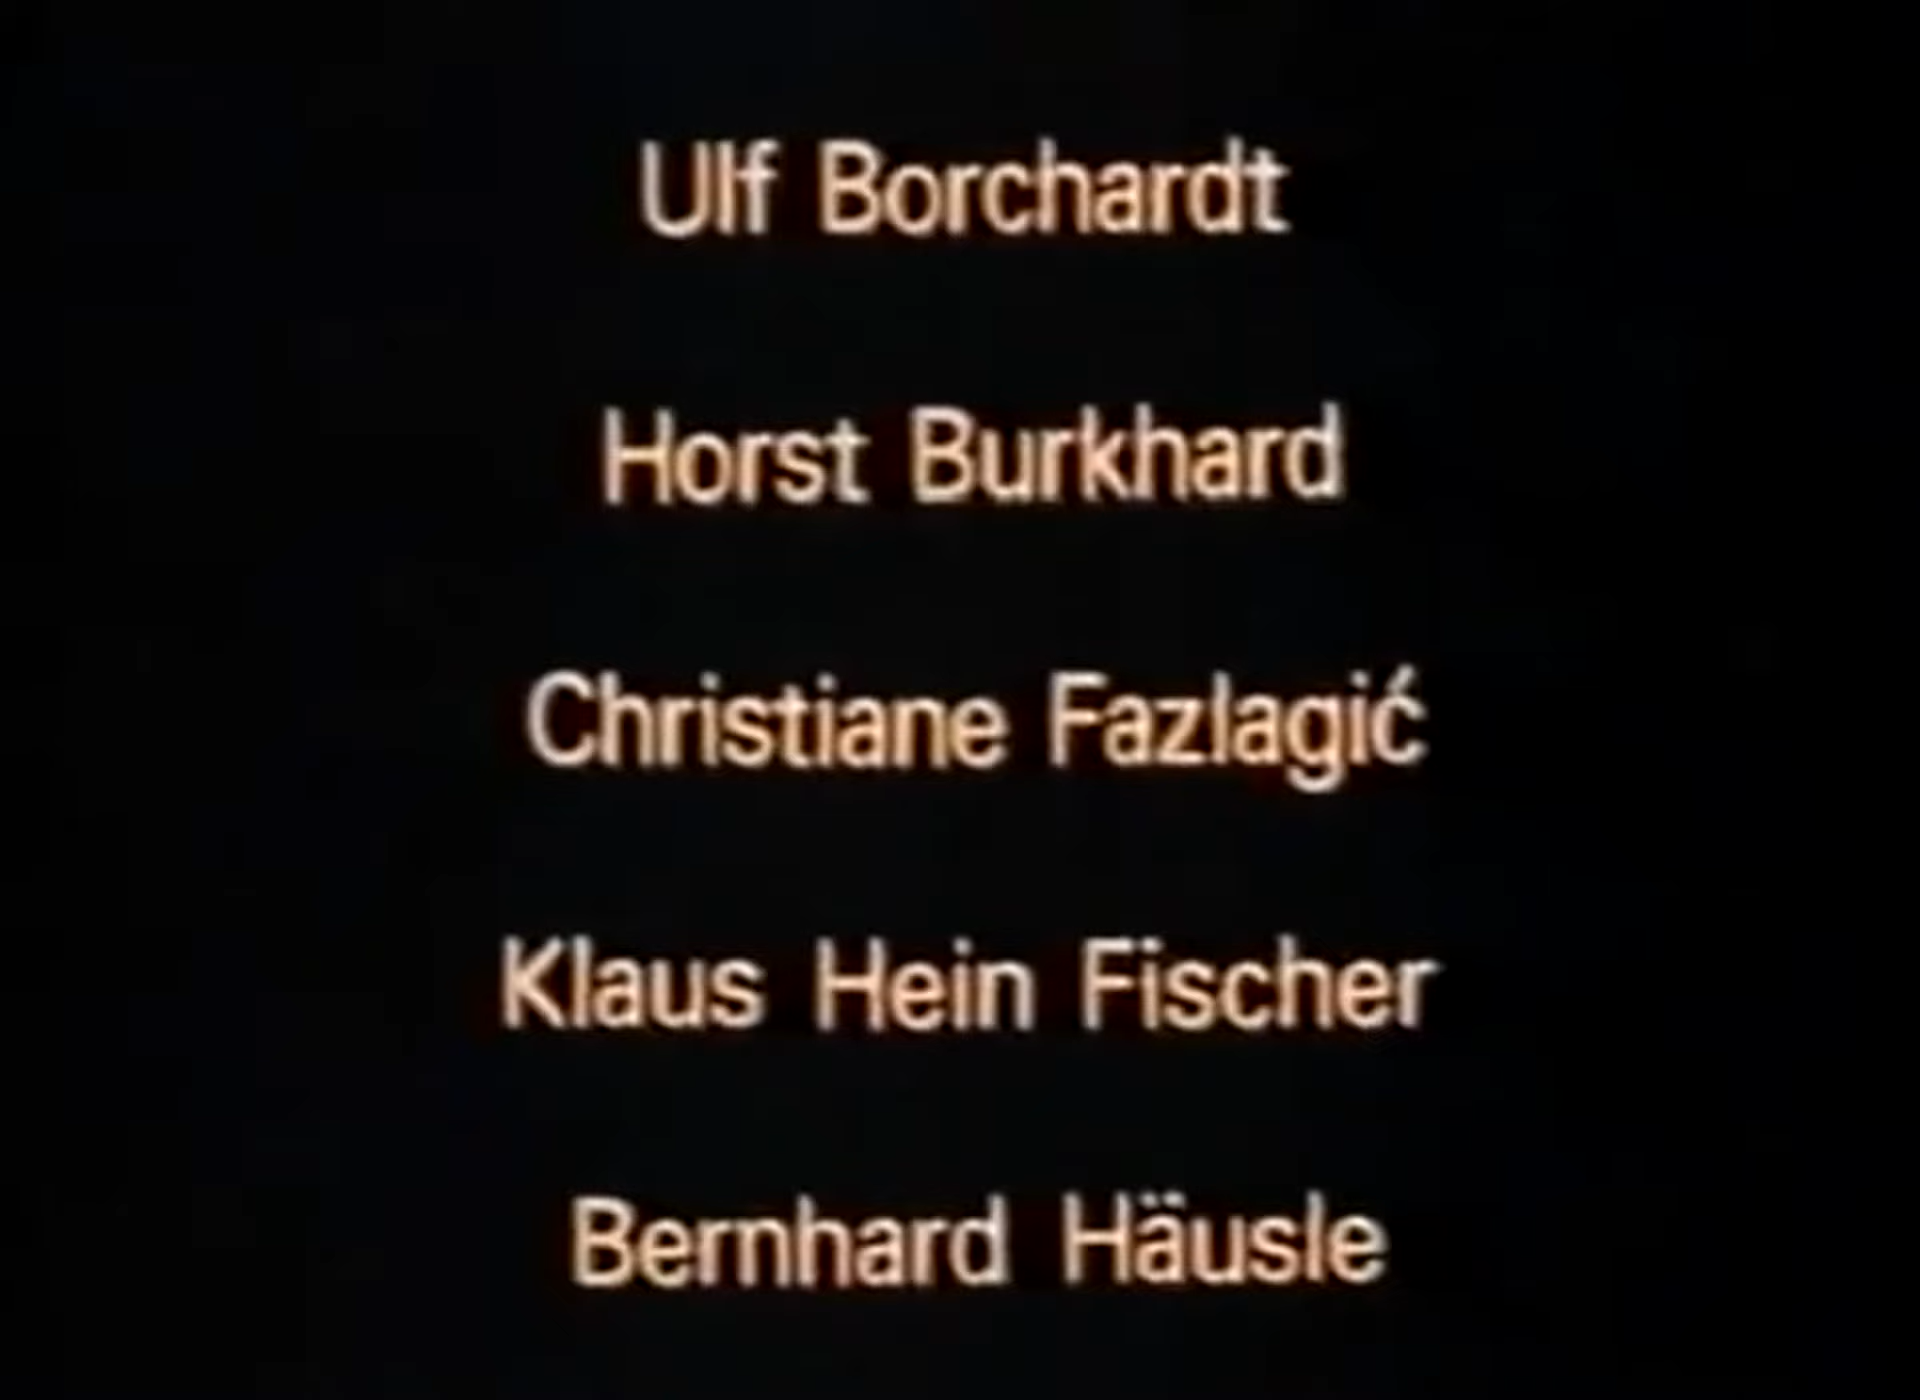 Ulf Borchardt
Horst Burkhard
Christiane Fazlagić
Klaus Hein Fischer
Bernhard Häusle